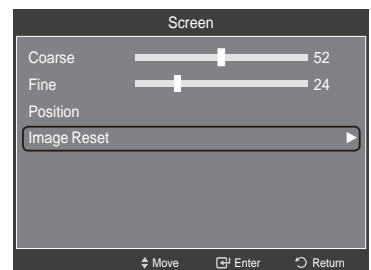 Screen
Coarse 52
Fine 24
Position
Image Reset
Move Enter Return